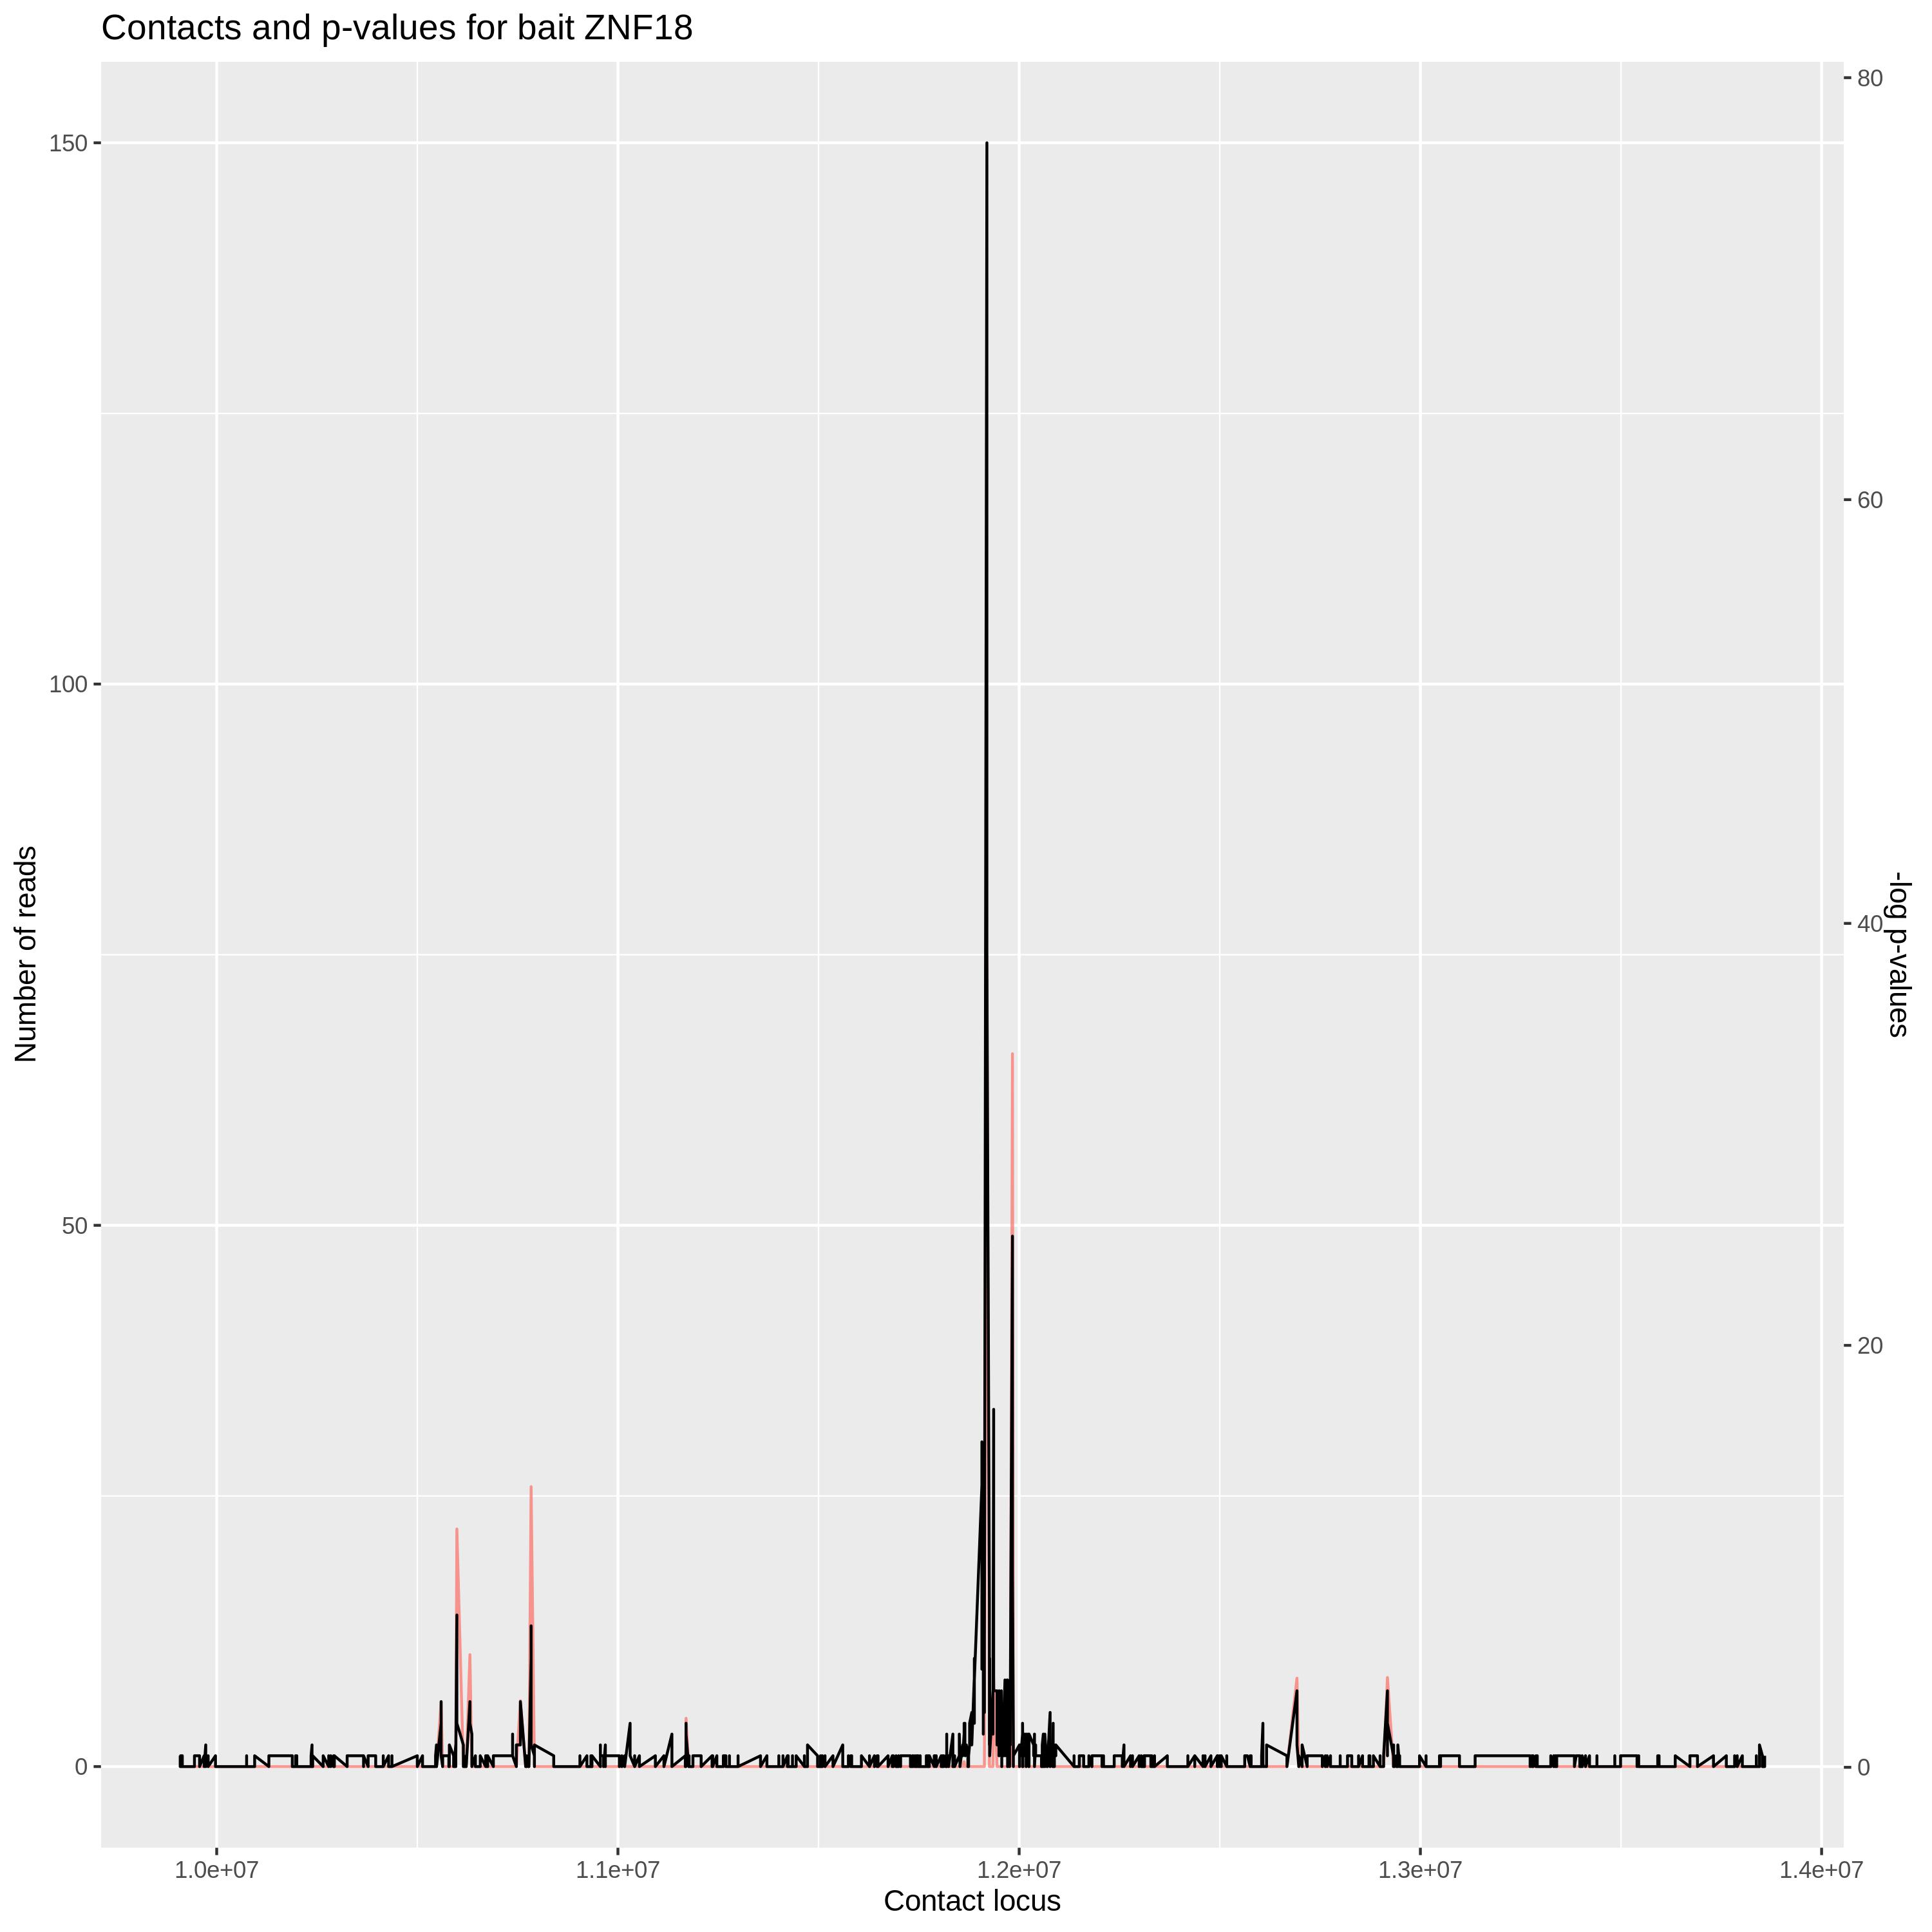 Contacts and p-values for bait ZNF18
Number of reads
150
100
50
0
80
60
40
20
0
-log p-values
1.0e+07
1.1e+07
1.2e+07
1.3e+07
1.4e+07
Contact locus